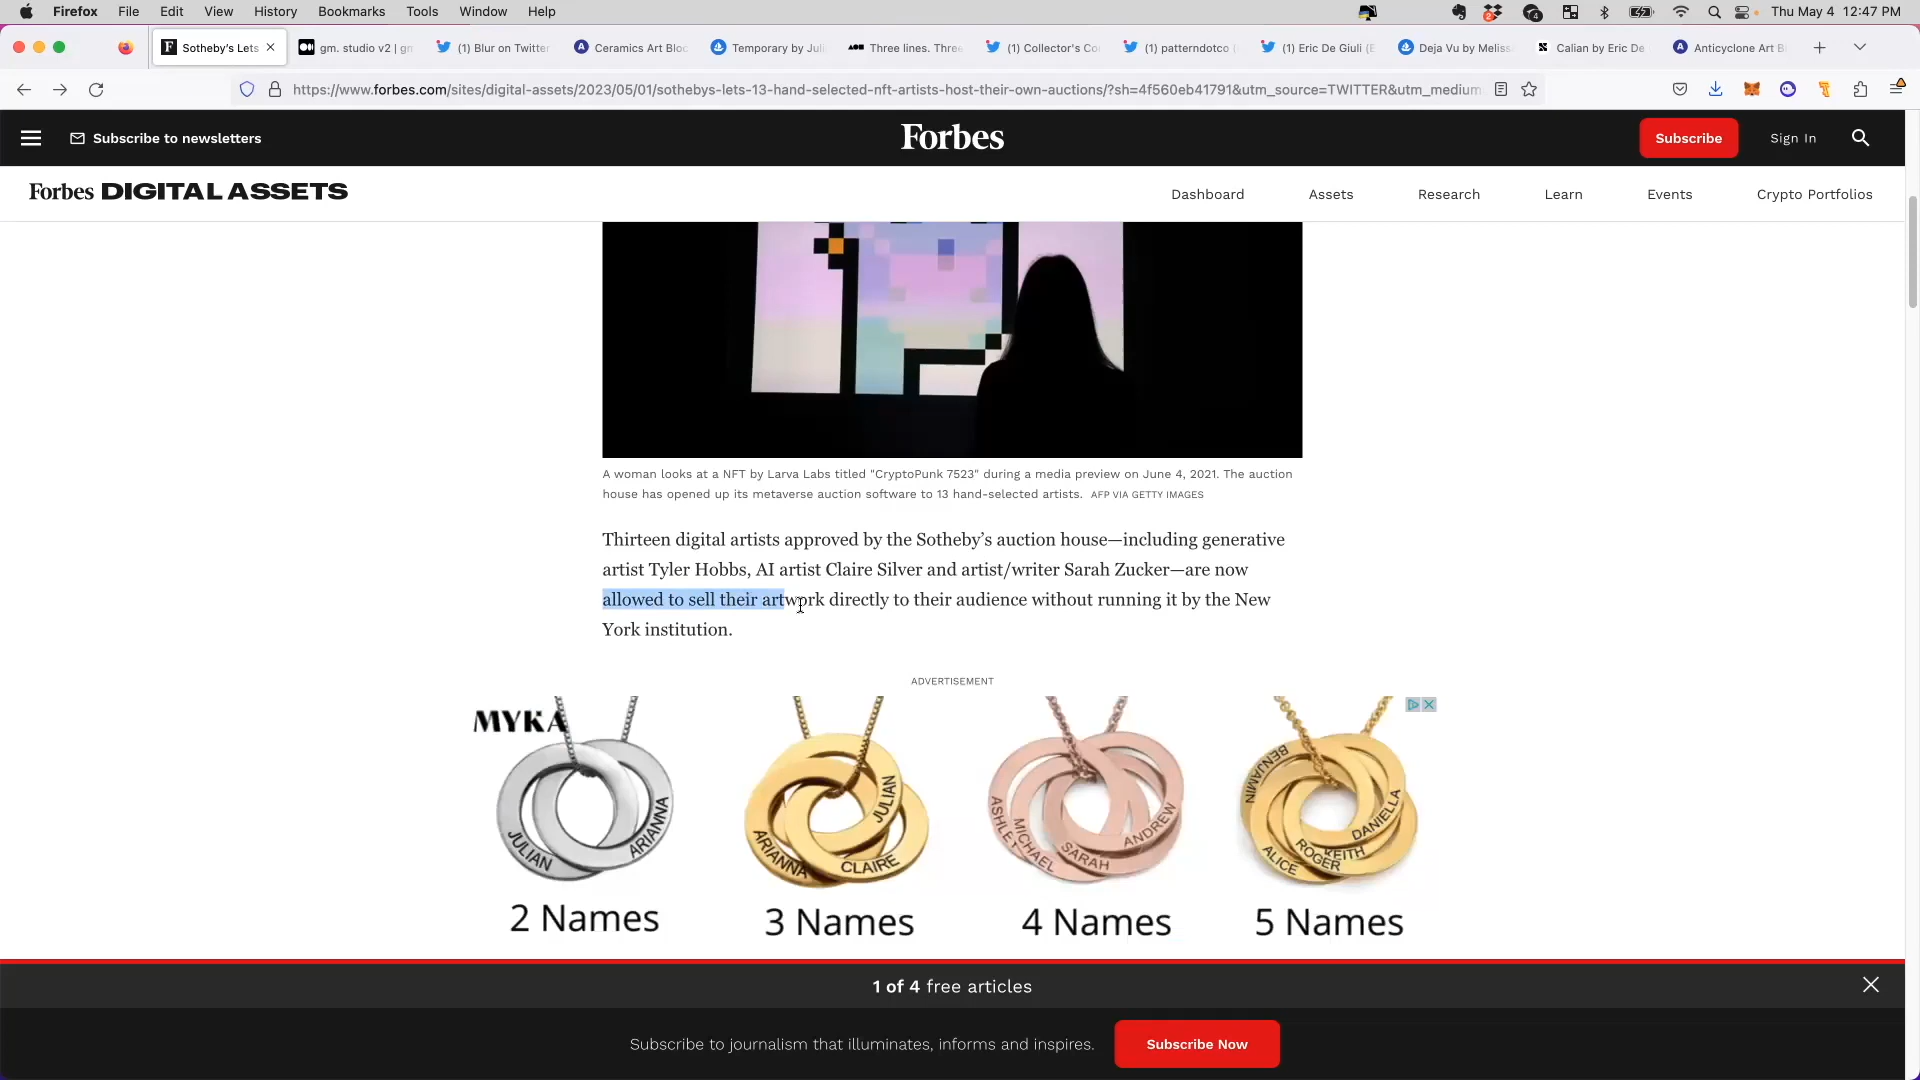 Firefox File Edit View History Bookmarks Tools Window Help Thu May 4 12:47 PM
Sotheby's Lets gm. studio v2 | gm (1) Blur on Twitter Ceramics Art Bloc Temporary by Juli Three lines. Three (1) Collector's Co (1) patterndotco ( (1) Eric De Giuli (E Deja Vu by Meliss Calian by Eric De Anticyclone Art B
https://www.forbes.com/sites/digital-assets/2023/05/01/sothebys-lets-13-hand-selected-nft-artists-host-their-own-auctions/?sh=4f560eb41791&utm_source=TWITTER&utm_medium
Subscribe to newsletters Forbes Subscribe Sign In
Forbes DIGITAL ASSETS Dashboard Assets Research Learn Events Crypto Portfolios
A woman looks at a NFT by Larva Labs titled "CryptoPunk 7523" during a media preview on June 4, 2021. The auction
house has opened up its metaverse auction software to 13 hand-selected artists. AFP VIA GETTY IMAGES
Thirteen digital artists approved by the Sotheby's auction house—including generative
artist Tyler Hobbs, AI artist Claire Silver and artist/writer Sarah Zucker—are now
allowed to sell their artwork directly to their audience without running it by the New
York institution.
ADVERTISEMENT
MYKA
JULIAN ARIANNA
ARIANNA CLAIRE JULIAN
ASHLEY MICHAEL SARAH ANDREW
BENJAMIN ALICE ROGER KEITH DANIELLA
2 Names 3 Names 4 Names 5 Names
1 of 4 free articles
Subscribe to journalism that illuminates, informs and inspires. Subscribe Now